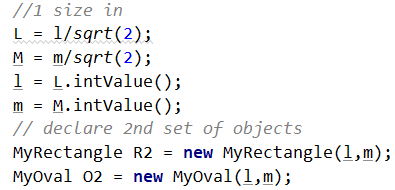 //1 size in
L = l/sqrt(2);
M = m/sqrt(2);
l = L.intValue();
m = M.intValue();
// declare 2nd set of objects
MyRectangle R2 = new MyRectangle(l,m);
MyOval O2 = new MyOval(l,m);